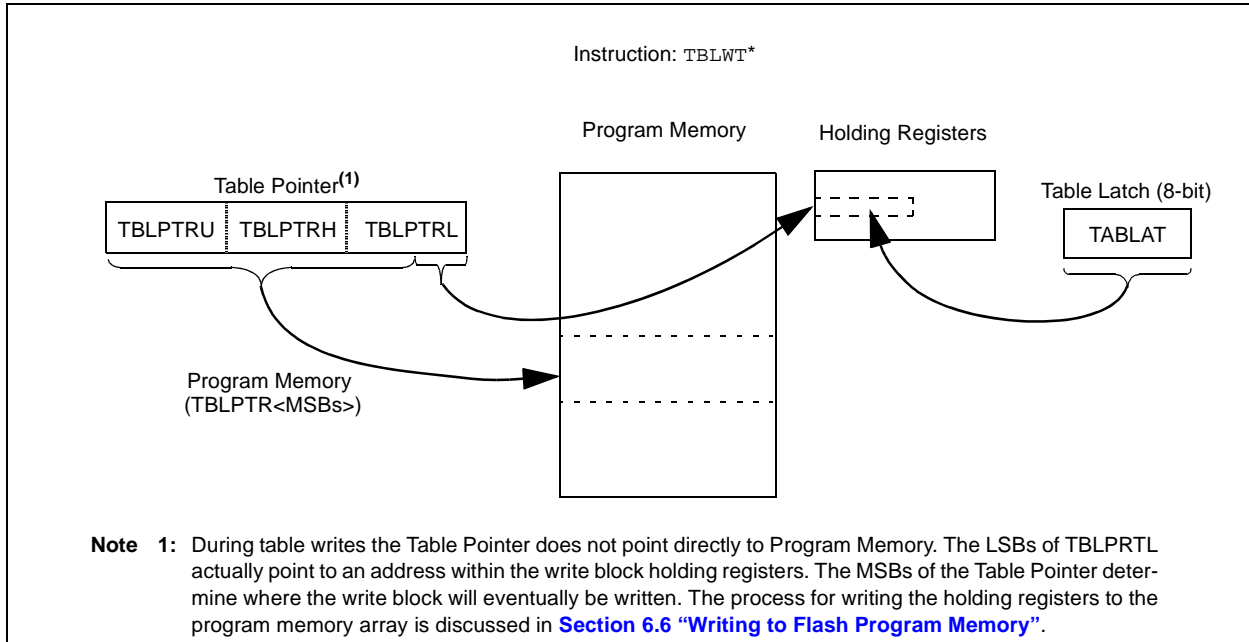 Instruction: TBLWT*
Program Memory
Holding Registers
Table Pointer(1)
Table Latch (8-bit)
TBLPTRU TBLPTRH TBLPTRL
TABLAT
Program Memory
(TBLPTR<MSBs>)
Note 1: During table writes the Table Pointer does not point directly to Program Memory. The LSBs of TBLPRTL
actually point to an address within the write block holding registers. The MSBs of the Table Pointer deter-
mine where the write block will eventually be written. The process for writing the holding registers to the
program memory array is discussed in Section 6.6 “Writing to Flash Program Memory”.